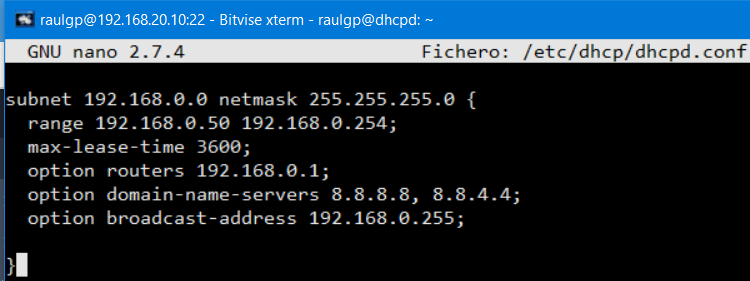 raulgp@192.168.20.10:22 - Bitvise xterm - raulgp@dhcpd: ~
GNU nano 2.7.4 Fichero: /etc/dhcp/dhcpd.conf
subnet 192.168.0.0 netmask 255.255.255.0 {
range 192.168.0.50 192.168.0.254;
max-lease-time 3600;
option routers 192.168.0.1;
option domain-name-servers 8.8.8.8, 8.8.4.4;
option broadcast-address 192.168.0.255;
}